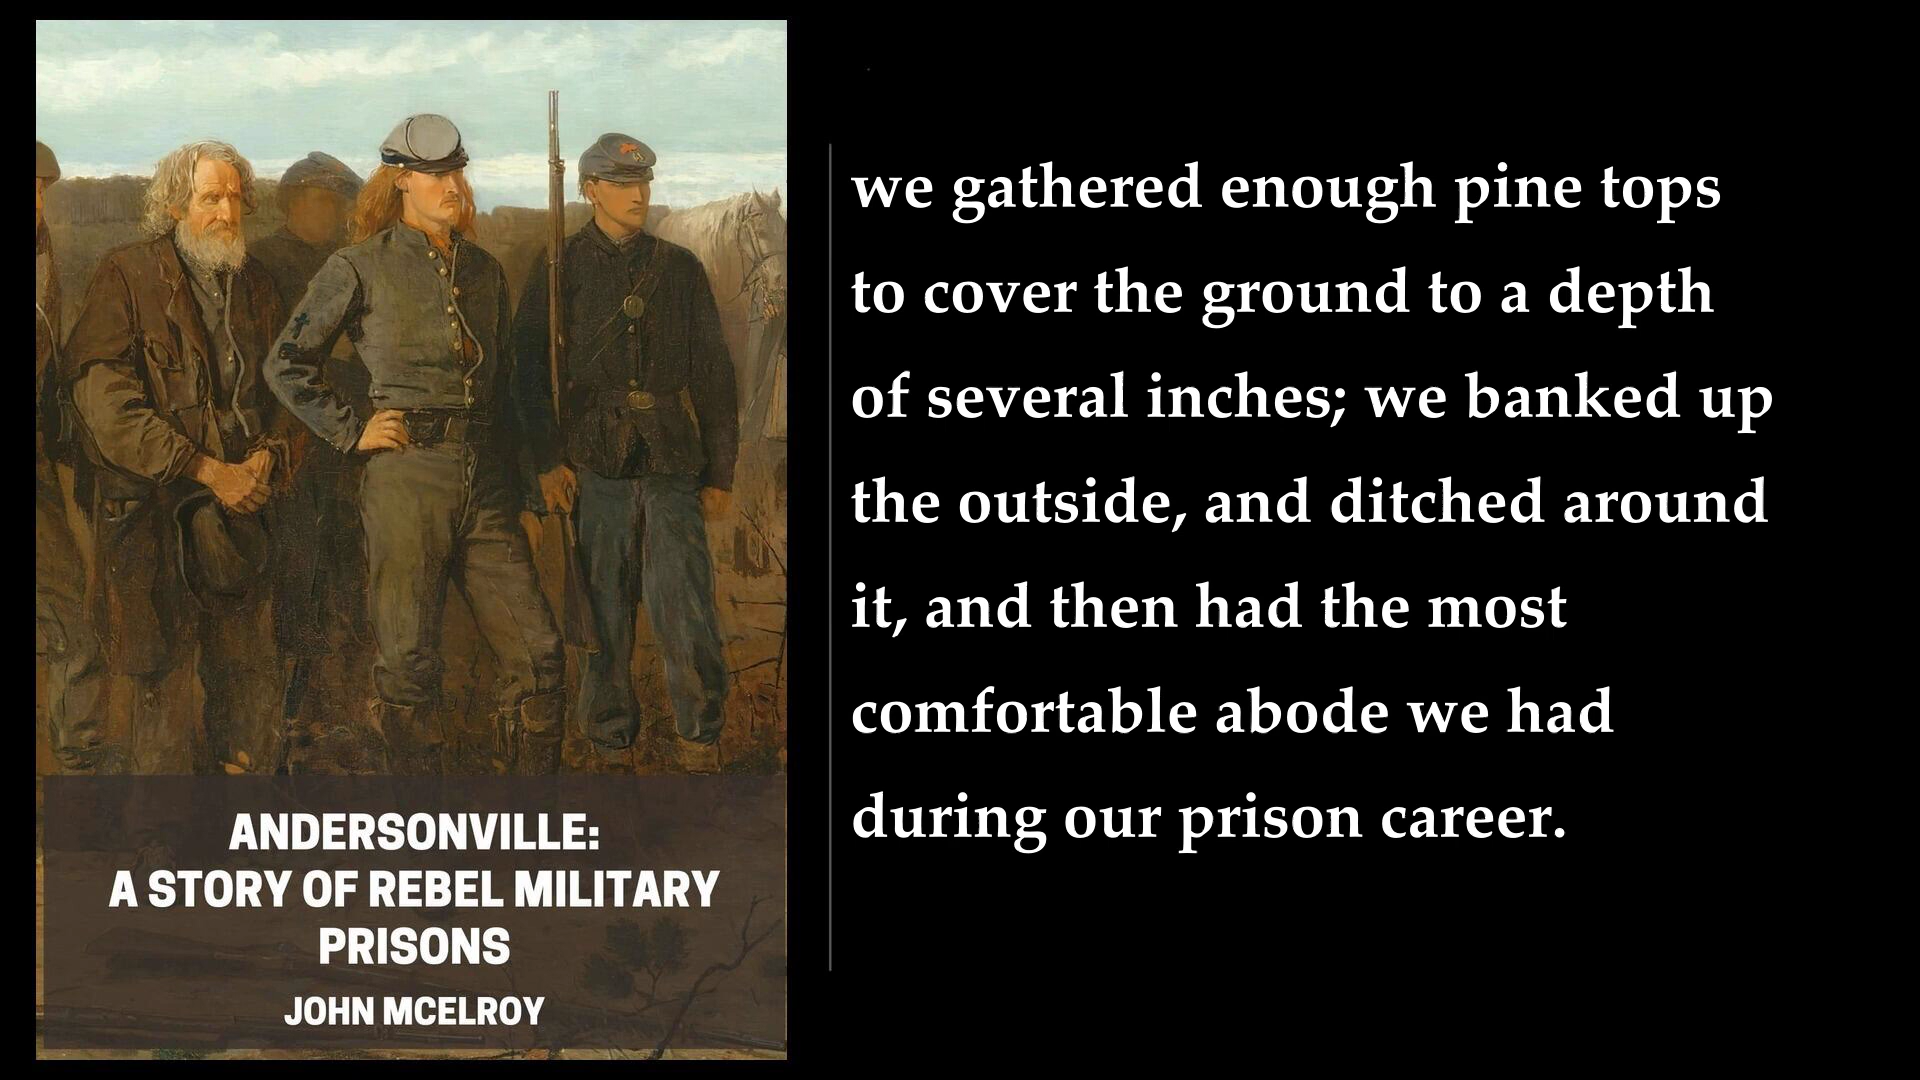 ANDERSONVILLE:
A STORY OF REBEL MILITARY
PRISONS
JOHN MCELROY
we gathered enough pine tops
to cover the ground to a depth
of several inches; we banked up
the outside, and ditched around
it, and then had the most
comfortable abode we had
during our prison career.